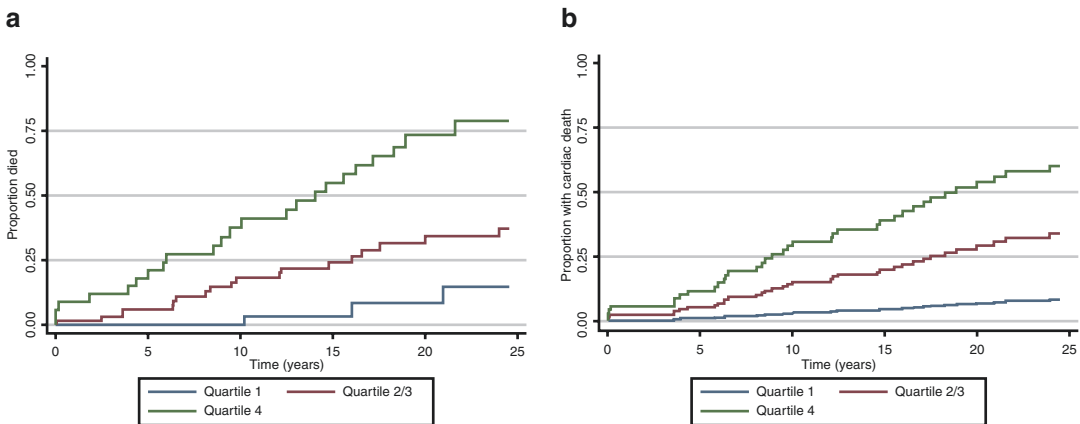 a
Proportion died
1.00
0.75
0.50
0.25
0.00
0 5 10 15 20 25
Time (years)
Quartile 1 Quartile 2/3
Quartile 4
b
Proportion with cardiac death
1.00
0.75
0.50
0.25
0.00
0 5 10 15 20 25
Time (years)
Quartile 1 Quartile 2/3
Quartile 4